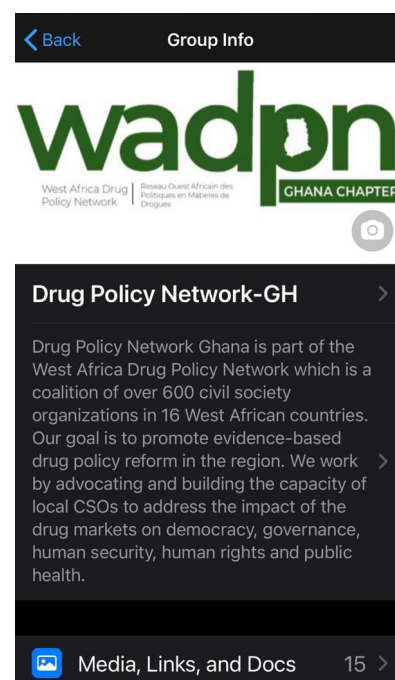 Back
Group Info
wadpn
West Africa Drug
Policy Network
Reseau Ouest Africain des
Politiques en Matieres de
Drogues
GHANA CHAPTER
Drug Policy Network-GH
Drug Policy Network Ghana is part of the
West Africa Drug Policy Network which is a
coalition of over 600 civil society
organizations in 16 West African countries.
Our goal is to promote evidence-based
drug policy reform in the region. We work
by advocating and building the capacity of
local CSOs to address the impact of the
drug markets on democracy, governance,
human security, human rights and public
health.
Media, Links, and Docs
15